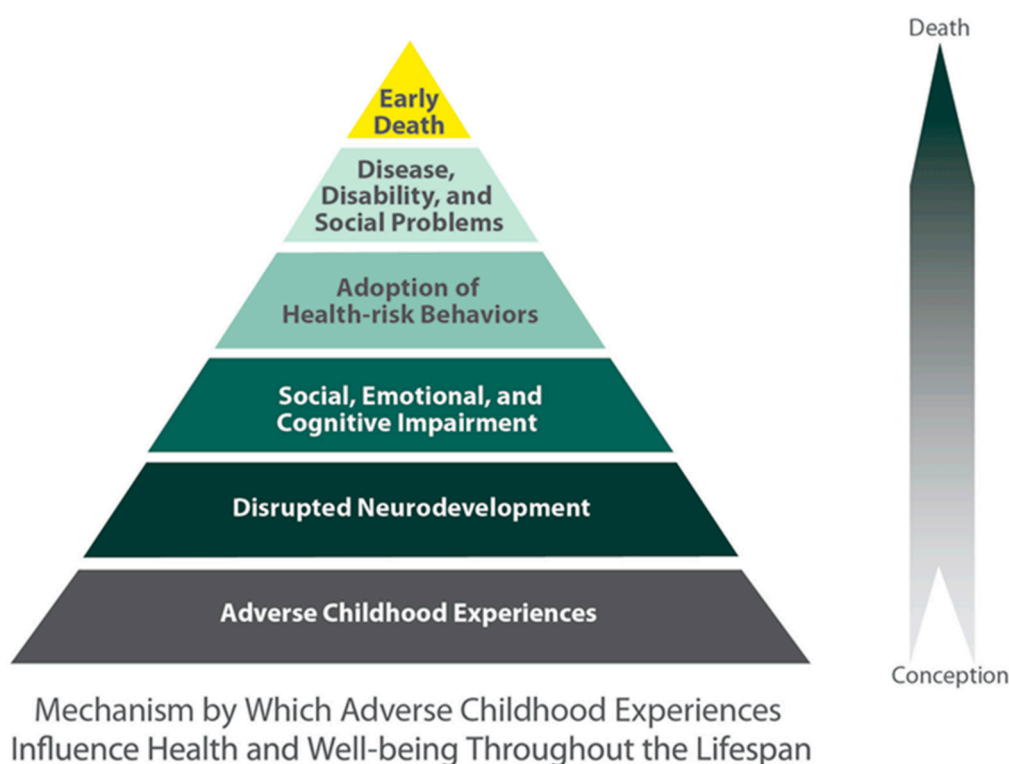 Death
Early
Death
Disease,
Disability, and
Social Problems
Adoption of
Health-risk Behaviors
Social, Emotional, and
Cognitive Impairment
Disrupted Neurodevelopment
Adverse Childhood Experiences
Conception
Mechanism by Which Adverse Childhood Experiences
Influence Health and Well-being Throughout the Lifespan